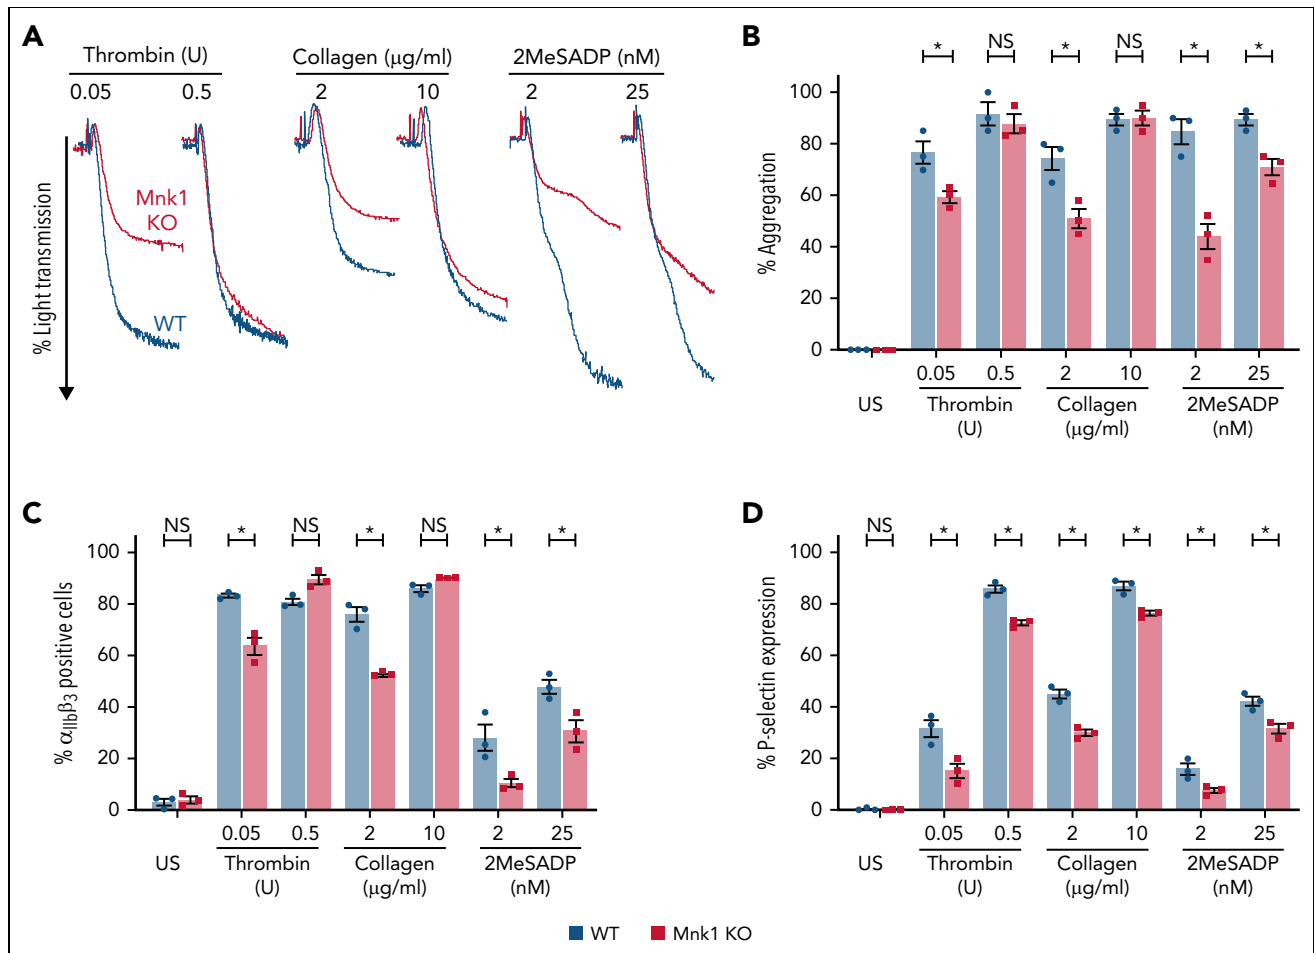 A
Thrombin (U)
Collagen (μg/ml)
2MeSADP (nM)
0.05
0.5
2
10
2
25
% Light transmission
Mnk1
KO
WT
B
* NS * NS * *
% Aggregation
100
80
60
40
20
0
0.05 0.5 2 10 2 25
US
Thrombin
(U)
Collagen
(μg/ml)
2MeSADP
(nM)
C
NS * NS * NS * *
% αIIbβ3 positive cells
100
80
60
40
20
0
0.05 0.5 2 10 2 25
US
Thrombin
(U)
Collagen
(μg/ml)
2MeSADP
(nM)
D
NS * * * * * *
% P-selectin expression
100
80
60
40
20
0
0.05 0.5 2 10 2 25
US
Thrombin
(U)
Collagen
(μg/ml)
2MeSADP
(nM)
WT
Mnk1 KO